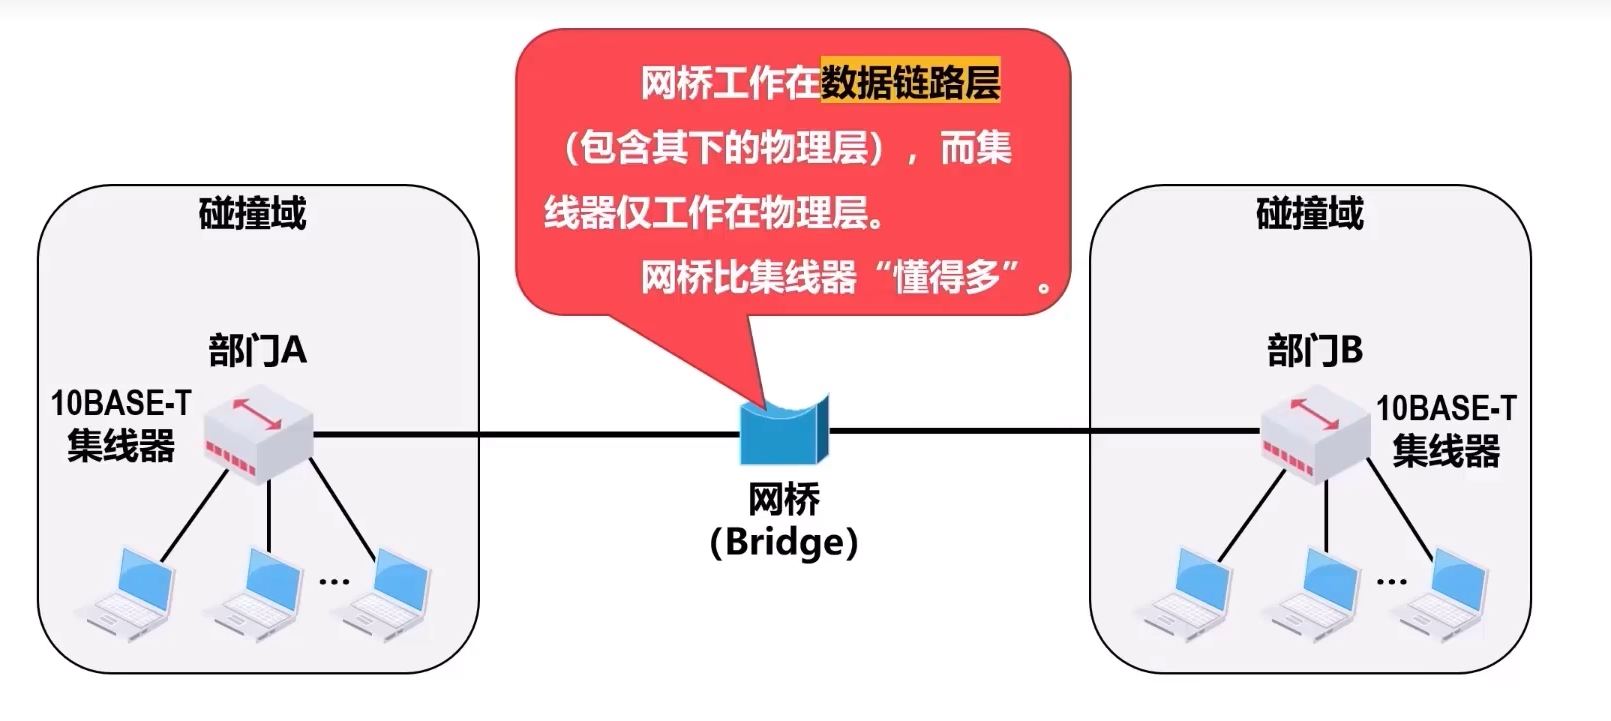 网桥工作在数据链路层
（包含其下的物理层），而集
线器仅工作在物理层。
网桥比集线器“懂得多”。
碰撞域
部门A
10BASE-T
集线器
...
网桥
（Bridge）
碰撞域
部门B
10BASE-T
集线器
...